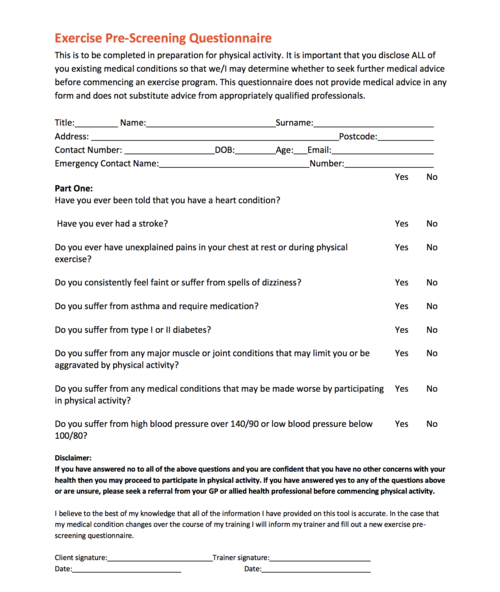 Exercise Pre-Screening Questionnaire
This is to be completed in preparation for physical activity. It is important that you disclose ALL of
you existing medical conditions so that we/I may determine whether to seek further medical advice
before commencing an exercise program. This questionnaire does not provide medical advice in any
form and does not substitute advice from appropriately qualified professionals.
Title:__________ Name:______________________________Surname:____________________________
Address: _________________________________________________________Postcode:_____________
Contact Number: _____________________DOB:_________Age:___Email:________________________
Emergency Contact Name:___________________________________Number:_____________________
Yes No
Part One:
Have you ever been told that you have a heart condition?
Have you ever had a stroke? Yes No
Do you ever have unexplained pains in your chest at rest or during physical Yes No
exercise?
Do you consistently feel faint or suffer from spells of dizziness? Yes No
Do you suffer from asthma and require medication? Yes No
Do you suffer from type I or II diabetes? Yes No
Do you suffer from any major muscle or joint conditions that may limit you or be Yes No
aggravated by physical activity?
Do you suffer from any medical conditions that may be made worse by participating Yes No
in physical activity?
Do you suffer from high blood pressure over 140/90 or low blood pressure below Yes No
100/80?
Disclaimer:
If you have answered no to all of the above questions and you are confident that you have no other concerns with your
health then you may proceed to participate in physical activity. If you have answered yes to any of the questions above
or are unsure, please seek a referral from your GP or allied health professional before commencing physical activity.
I believe to the best of my knowledge that all of the information I have provided on this tool is accurate. In the case that
my medical condition changes over the course of my training I will inform my trainer and fill out a new exercise pre-
screening questionnaire.
Client signature:____________________________Trainer signature:___________________________
Date:_____________________________ Date:_____________________________